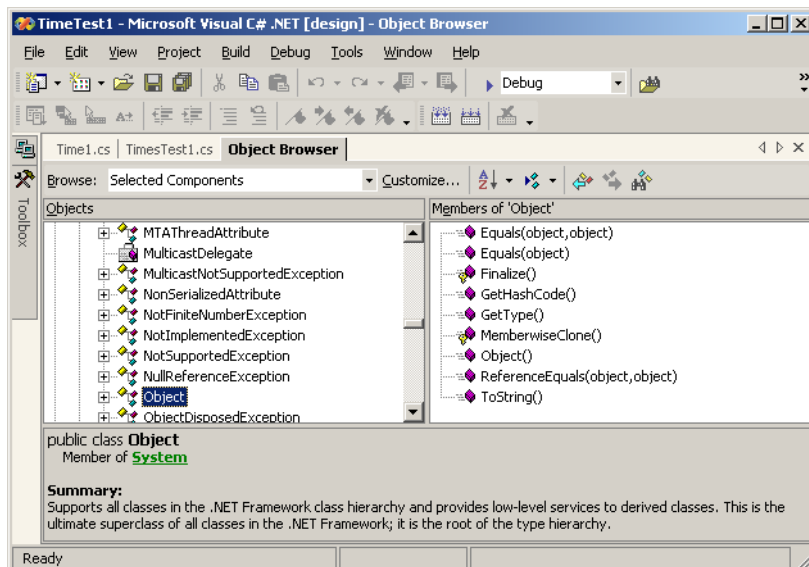 TimeTest1 - Microsoft Visual C# .NET [design] - Object Browser
File Edit View Project Build Debug Tools Window Help
Debug
Time1.cs TimesTest1.cs Object Browser
Browse: Selected Components Customize...
Toolbox
Objects
MTAThreadAttribute
MulticastDelegate
MulticastNotSupportedException
NonSerializedAttribute
NotFiniteNumberException
NotImplementedException
NotSupportedException
NullReferenceException
Object
ObjectDisposedException
Members of 'Object'
Equals(object,object)
Equals(object)
Finalize()
GetHashCode()
GetType()
MemberwiseClone()
Object()
ReferenceEquals(object,object)
ToString()
public class Object
Member of System
Summary:
Supports all classes in the .NET Framework class hierarchy and provides low-level services to derived classes. This is the
ultimate superclass of all classes in the .NET Framework; it is the root of the type hierarchy.
Ready